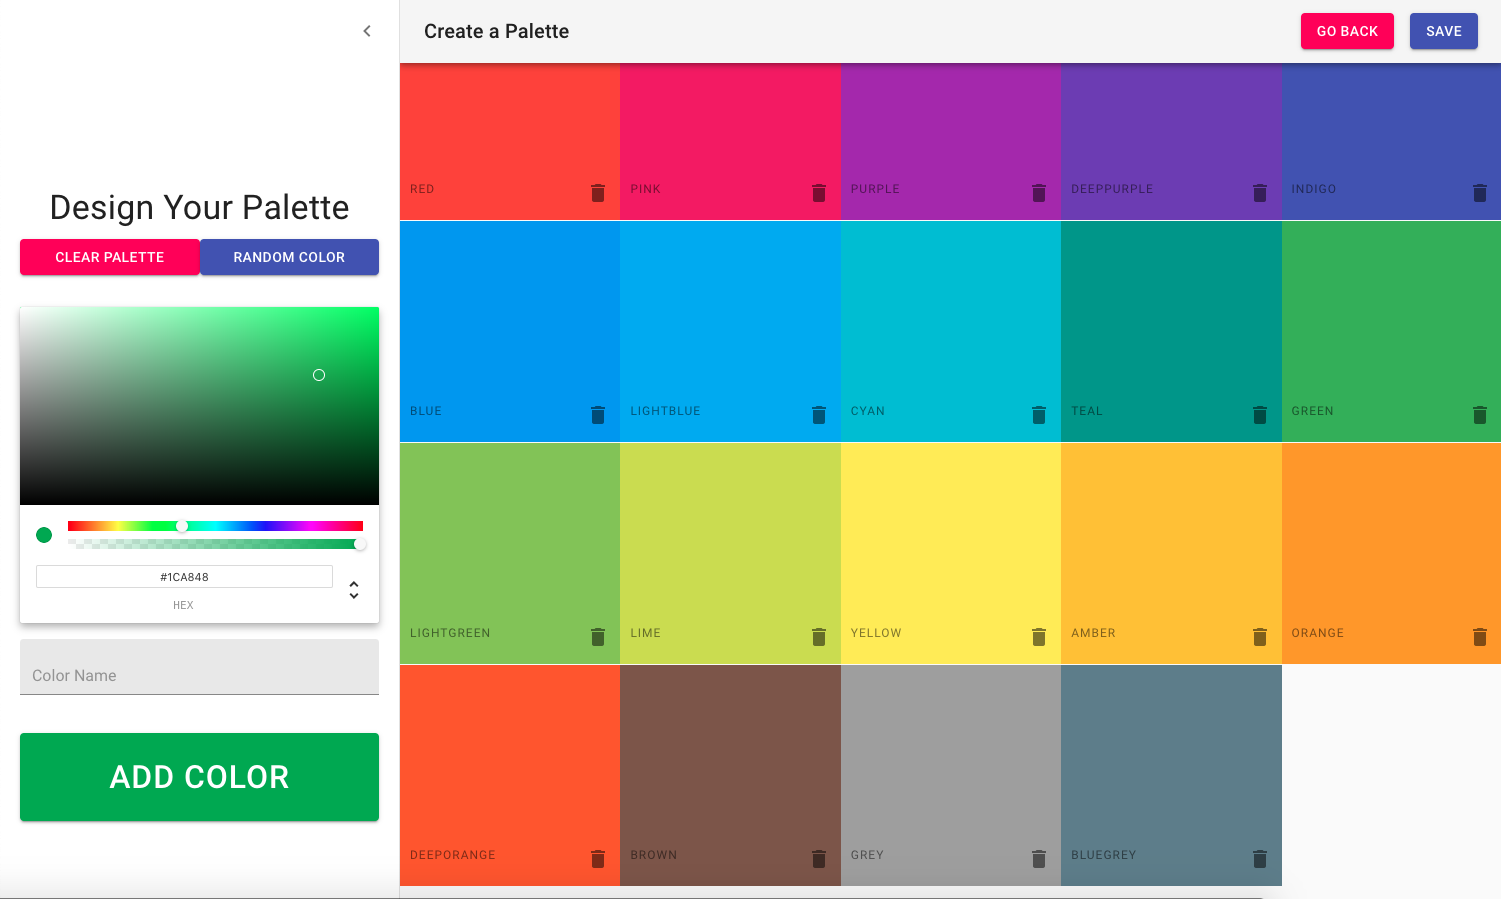 Create a Palette
GO BACK
SAVE
Design Your Palette
CLEAR PALETTE
RANDOM COLOR
#1CA848
HEX
Color Name
ADD COLOR
RED
PINK
PURPLE
DEEPPURPLE
INDIGO
BLUE
LIGHTBLUE
CYAN
TEAL
GREEN
LIGHTGREEN
LIME
YELLOW
AMBER
ORANGE
DEEPORANGE
BROWN
GREY
BLUEGREY